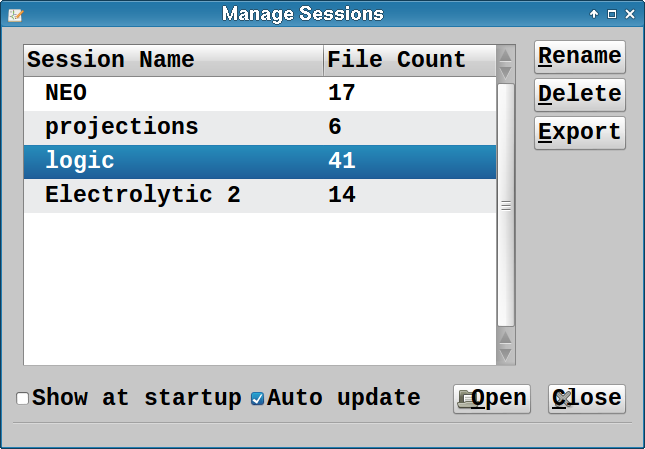 Manage Sessions
Session Name File Count
NEO 17
projections 6
logic 41
Electrolytic 2 14
Rename
Delete
Export
Show at startup Auto update Open Close